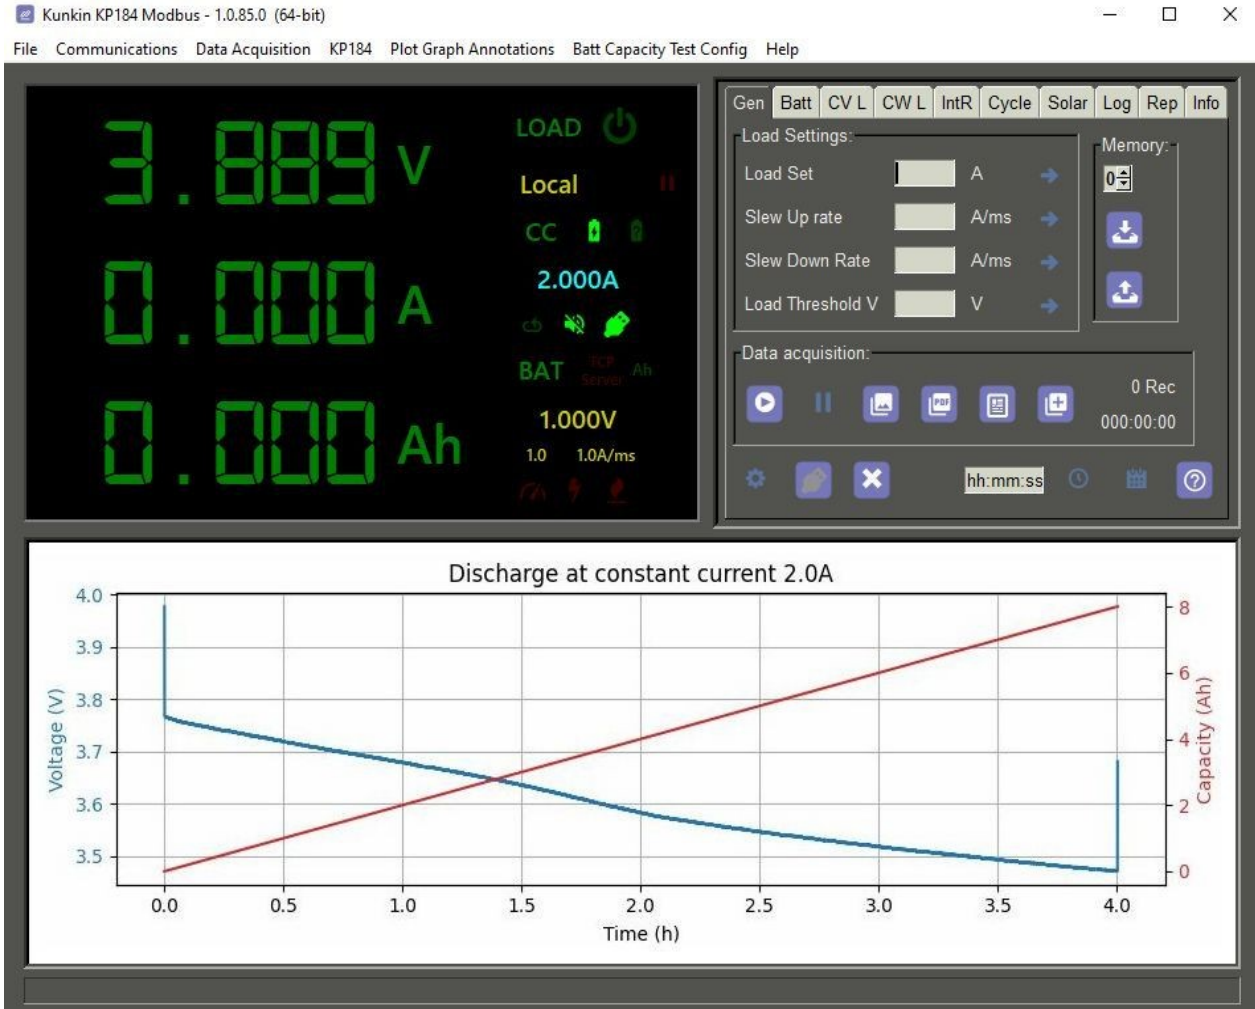 Kunkin KP184 Modbus - 1.0.85.0 (64-bit)
File Communications Data Acquisition KP184 Plot Graph Annotations Batt Capacity Test Config Help
3.889 V
0.000 A
0.000 Ah
LOAD
Local
CC
2.000A
BAT TCP Server Ah
1.000V
1.0 1.0A/ms
Gen Batt CV L CW L IntR Cycle Solar Log Rep Info
Load Settings:
Load Set A
Slew Up rate A/ms
Slew Down Rate A/ms
Load Threshold V V
Memory:
0
Data acquisition:
PDF
0 Rec
000:00:00
hh:mm:ss
Discharge at constant current 2.0A
Voltage (V)
4.0
3.9
3.8
3.7
3.6
3.5
0.0 0.5 1.0 1.5 2.0 2.5 3.0 3.5 4.0
Time (h)
8
6
4
2
0
Capacity (Ah)